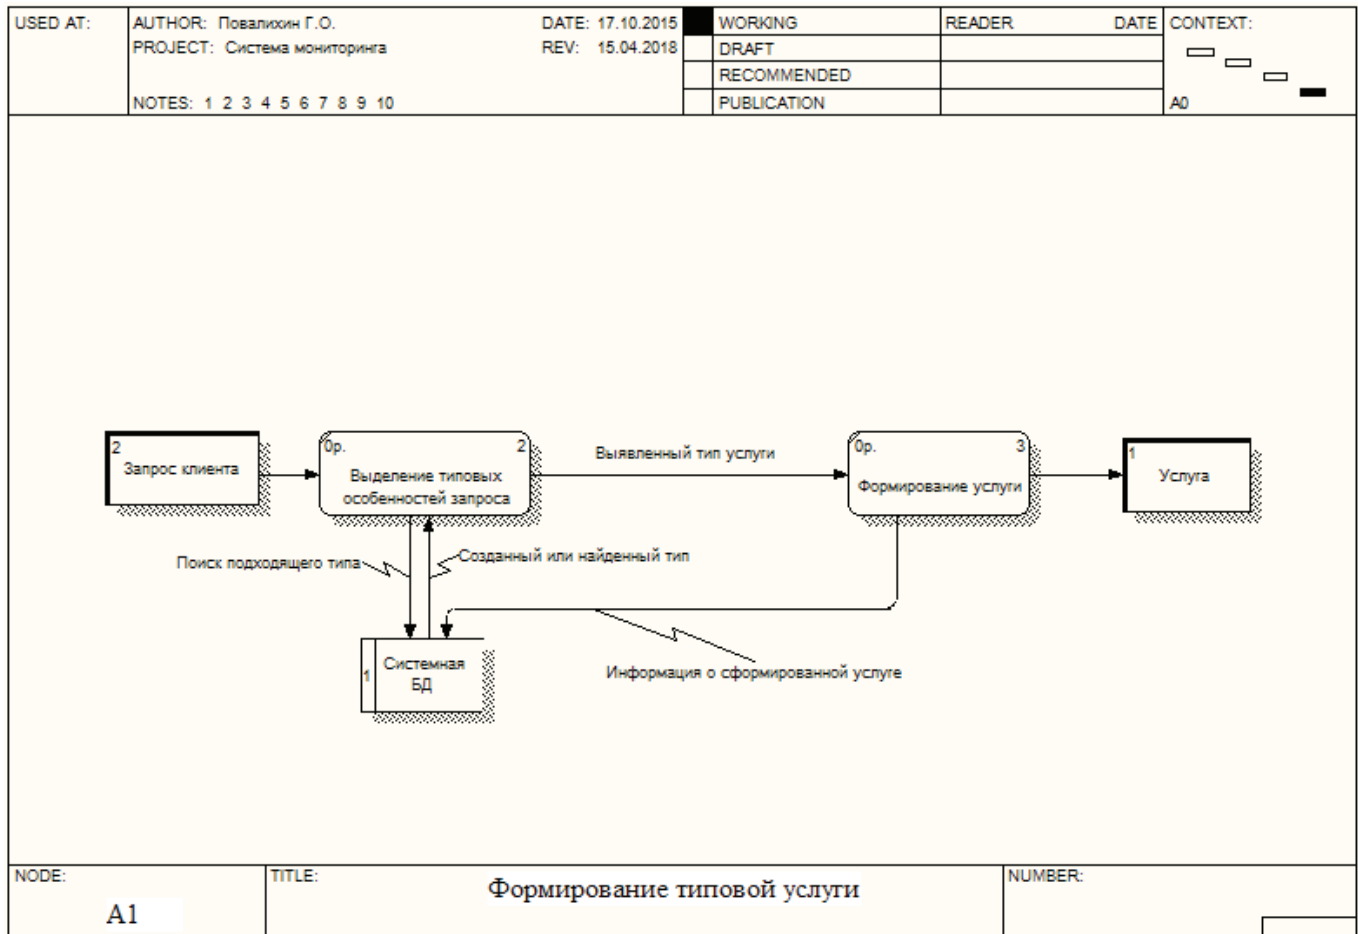 USED AT:
AUTHOR: Повалихин Г.О.
DATE: 17.10.2015
WORKING
READER
DATE
CONTEXT:
PROJECT: Система мониторинга
REV: 15.04.2018
DRAFT
RECOMMENDED
NOTES: 1 2 3 4 5 6 7 8 9 10
PUBLICATION
A0
2
Запрос клиента
0р.
2
Выделение типовых
особенностей запроса
Выявленный тип услуги
0р.
3
Формирование услуги
1
Услуга
Поиск подходящего типа
Созданный или найденный тип
1
Системная
БД
Информация о сформированной услуге
NODE:
A1
TITLE:
Формирование типовой услуги
NUMBER: